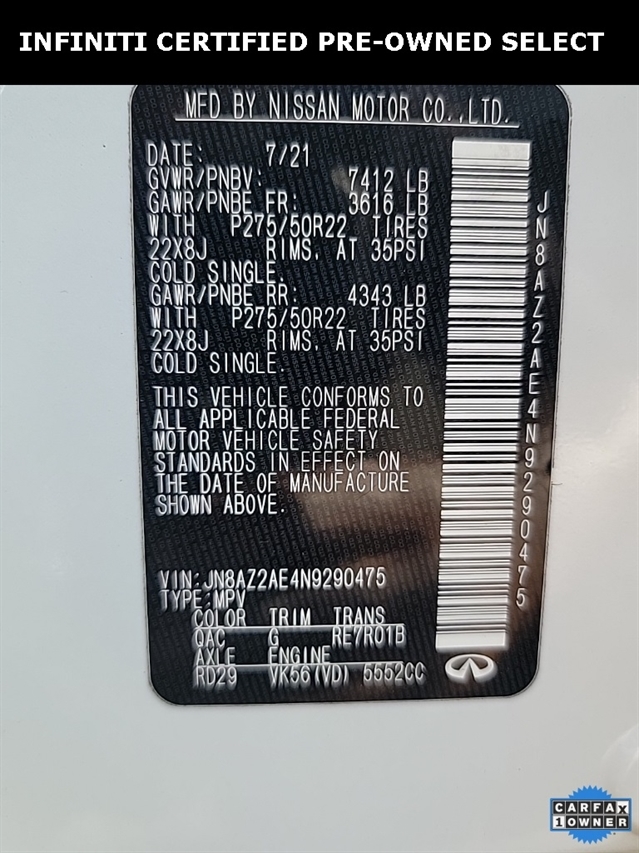 INFINITI CERTIFIED PRE-OWNED SELECT
MFD BY NISSAN MOTOR CO.,LTD.
DATE: 7/21
GVWR/PNBV: 7412 LB
GAWR/PNBE FR: 3616 LB
WITH P275/50R22 TIRES
22X8J RIMS, AT 35PSI
COLD SINGLE.
GAWR/PNBE RR: 4343 LB
WITH P275/50R22 TIRES
22X8J RIMS, AT 35PSI
COLD SINGLE.
THIS VEHICLE CONFORMS TO
ALL APPLICABLE FEDERAL
MOTOR VEHICLE SAFETY
STANDARDS IN EFFECT ON
THE DATE OF MANUFACTURE
SHOWN ABOVE.
VIN:JN8AZ2AE4N9290475
TYPE:MPV
COLOR TRIM TRANS
QAC G RE7R01B
AXLE ENGINE
RD29 VK56(VD) 5552CC
JN8AZ2AE4N9290475
CARFAX
1 OWNER